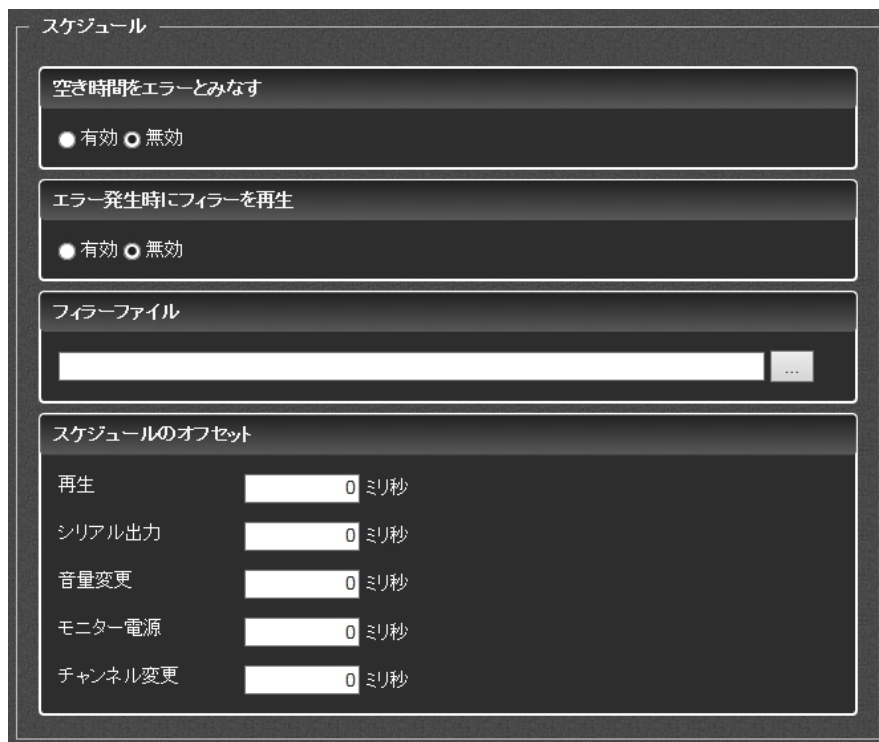 スケジュール
空き時間をエラーとみなす
有効 無効
エラー発生時にフィラーを再生
有効 無効
フィラーファイル
...
スケジュールのオフセット
再生 0 ミリ秒
シリアル出力 0 ミリ秒
音量変更 0 ミリ秒
モニター電源 0 ミリ秒
チャンネル変更 0 ミリ秒